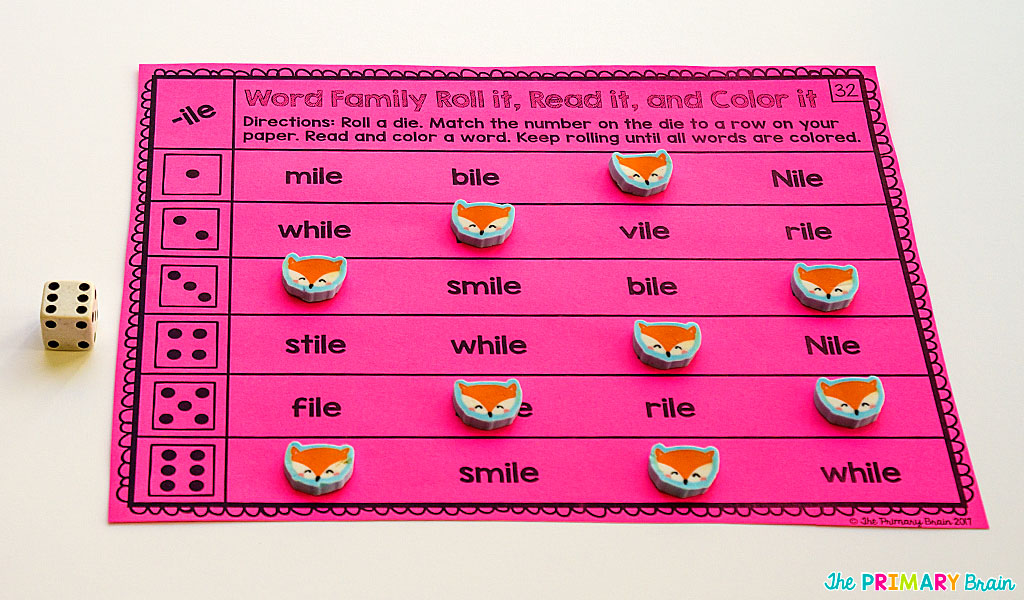 -ile
Word Family Roll it, Read it, and Color it
32
Directions: Roll a die. Match the number on the die to a row on your
paper. Read and color a word. Keep rolling until all words are colored.
mile bile Nile
while vile rile
smile bile
stile while Nile
file rile
smile while
© The Primary Brain 2017
The PRIMARY Brain